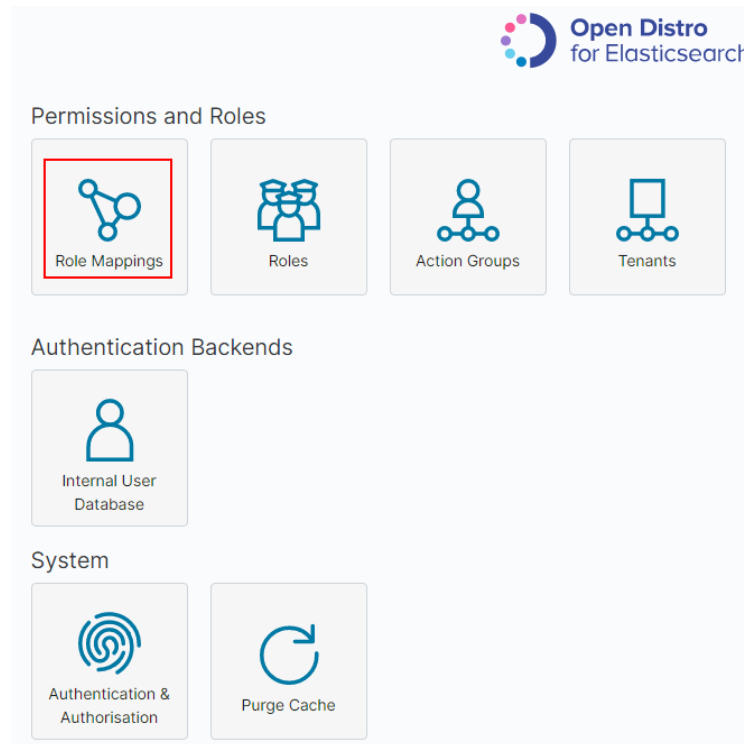 Open Distro
for Elasticsearch
Permissions and Roles
Role Mappings
Roles
Action Groups
Tenants
Authentication Backends
Internal User
Database
System
Authentication &
Authorisation
Purge Cache